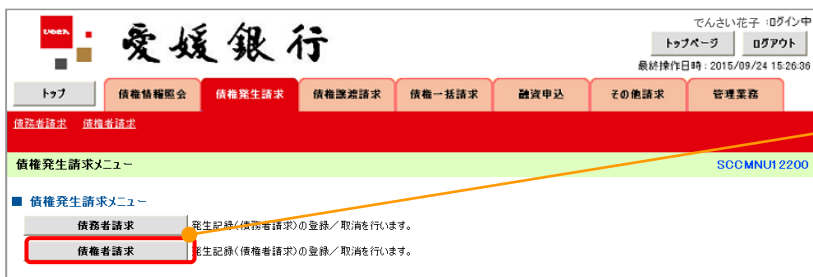 でんさい花子 :ログイン中
愛媛銀行
トップページ ログアウト
最終操作日時:2015/09/24 15:26:36
トップ 債権情報照会 債権発生請求 債権譲渡請求 債権一括請求 融資申込 その他請求 管理業務
債務者請求 債権者請求
債権発生請求メニュー SCCMNU12200
■ 債権発生請求メニュー
債務者請求 発生記録(債務者請求)の登録/取消を行います。
債権者請求 発生記録(債権者請求)の登録/取消を行います。